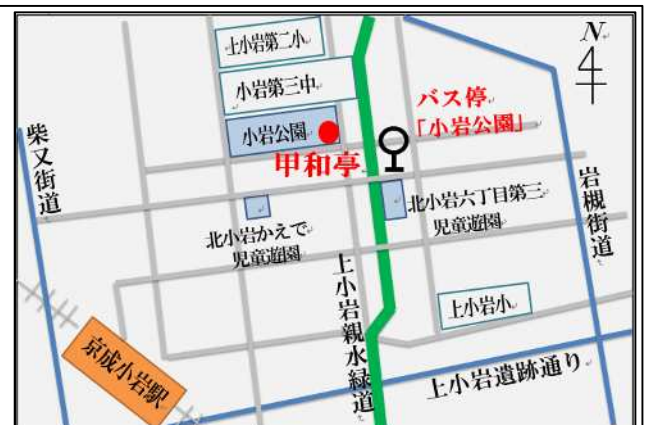 上小岩第二小
N
小岩第三中
バス停
「小岩公園」
小岩公園
甲和亭
柴又街道
岩槻街道
北小岩六丁目第三
児童遊園
北小岩かえで
児童遊園
上小岩親水緑道
上小岩小
京成小岩駅
上小岩遺跡通り